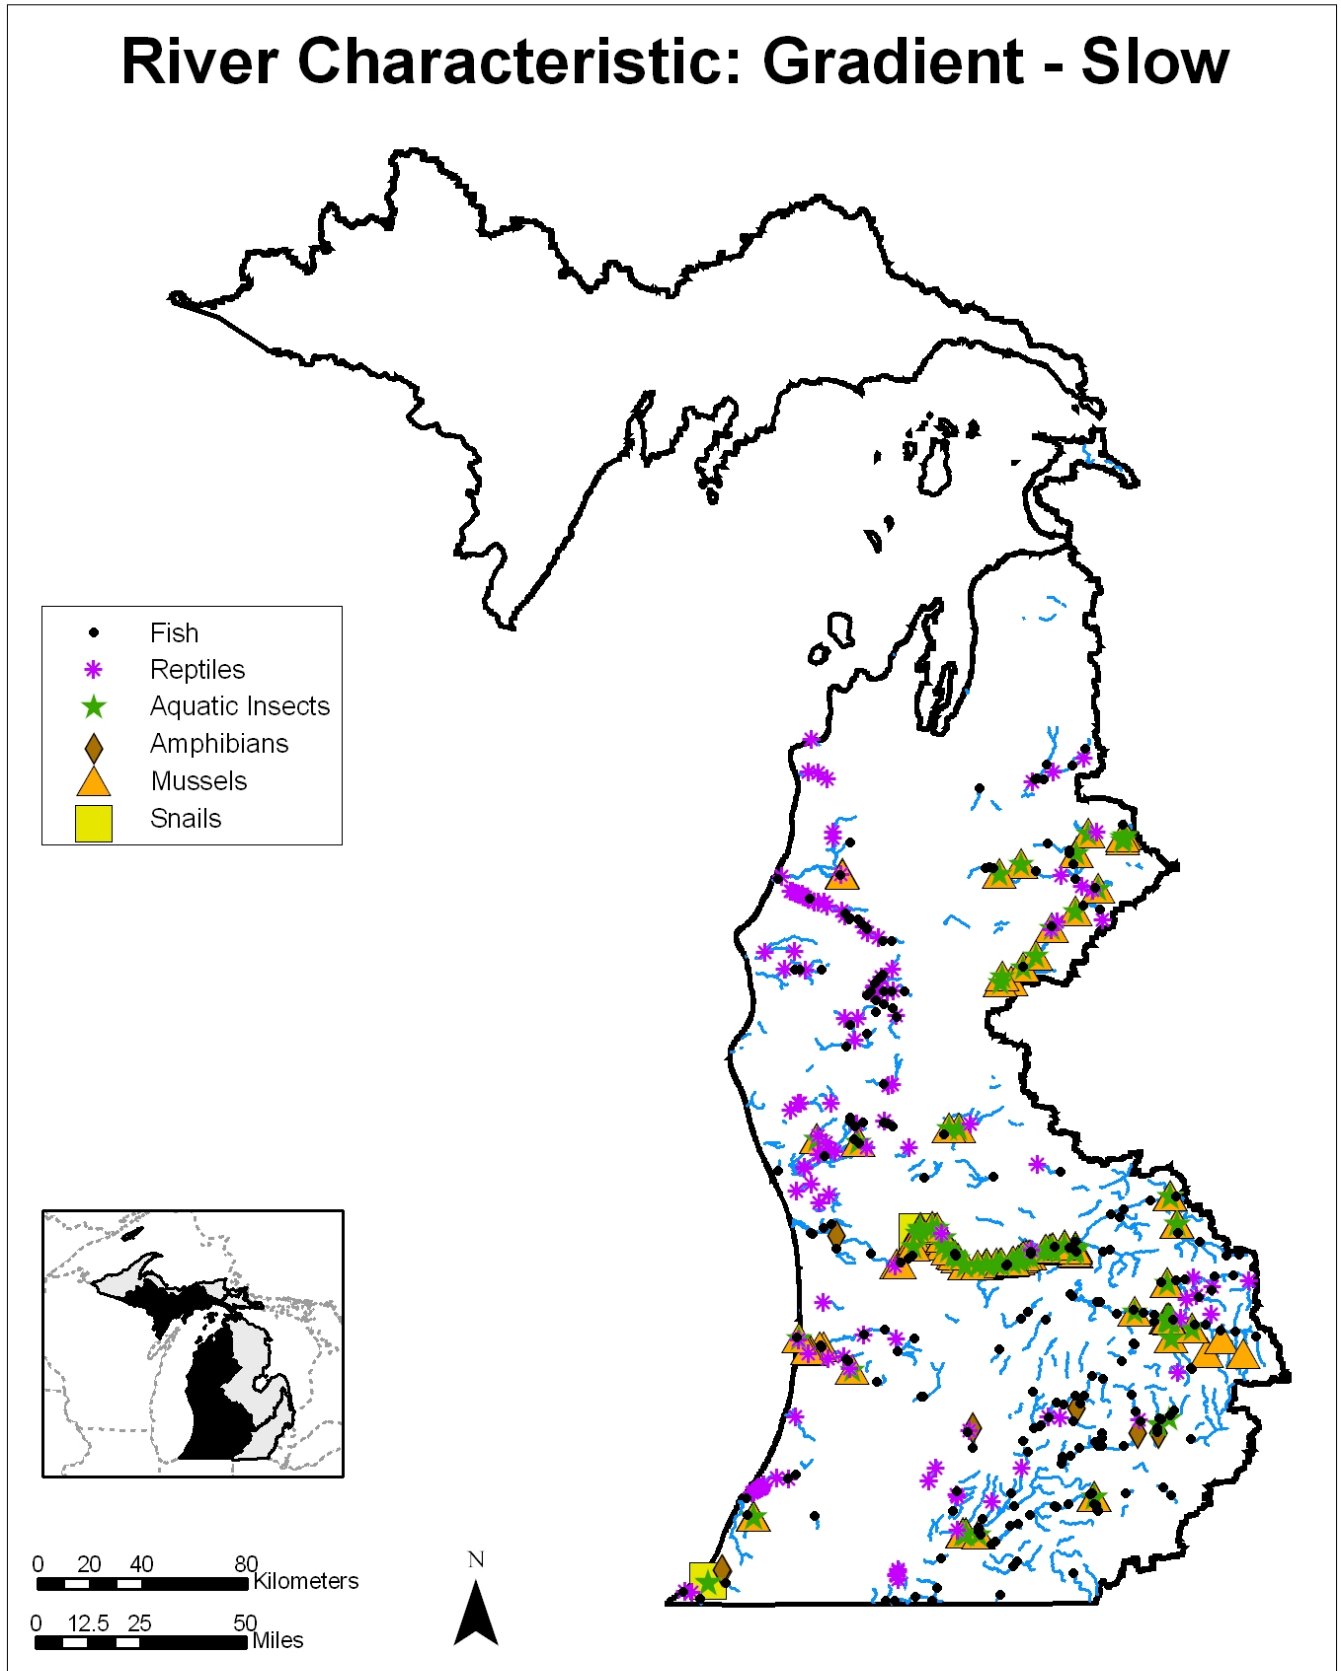 River Characteristic: Gradient - Slow
Fish
Reptiles
Aquatic Insects
Amphibians
Mussels
Snails
0 20 40 80
Kilometers
0 12.5 25 50
Miles
N